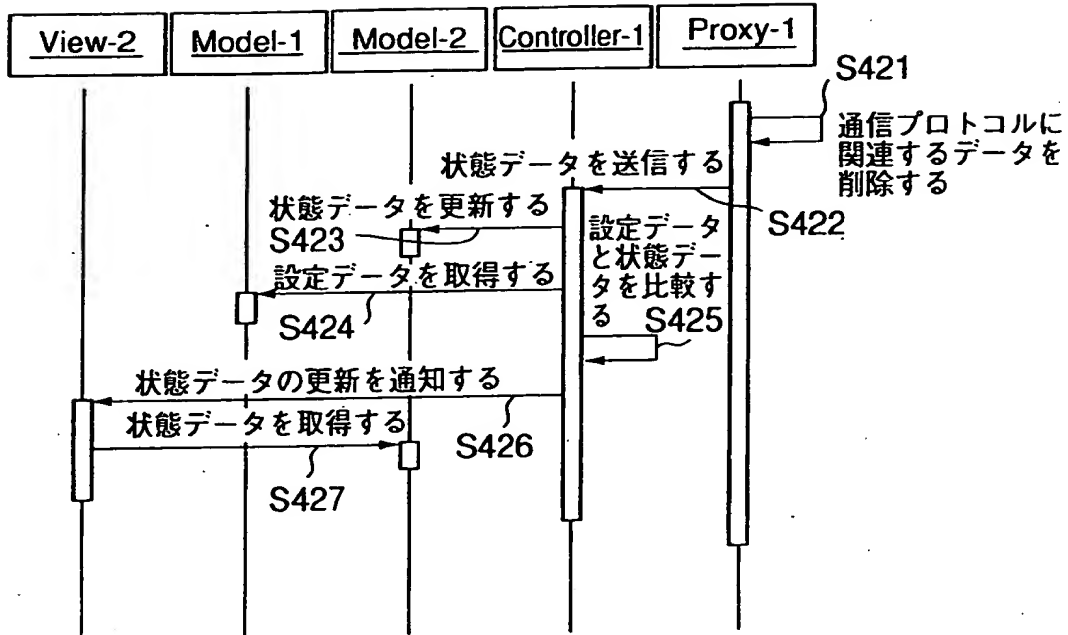 View-2
Model-1
Model-2
Controller-1
Proxy-1
S421
通信プロトコルに
関連するデータを
削除する
状態データを送信する
S422
状態データを更新する
S423
設定データ
と状態デー
タを比較す
る
設定データを取得する
S424
S425
状態データの更新を通知する
S426
状態データを取得する
S427